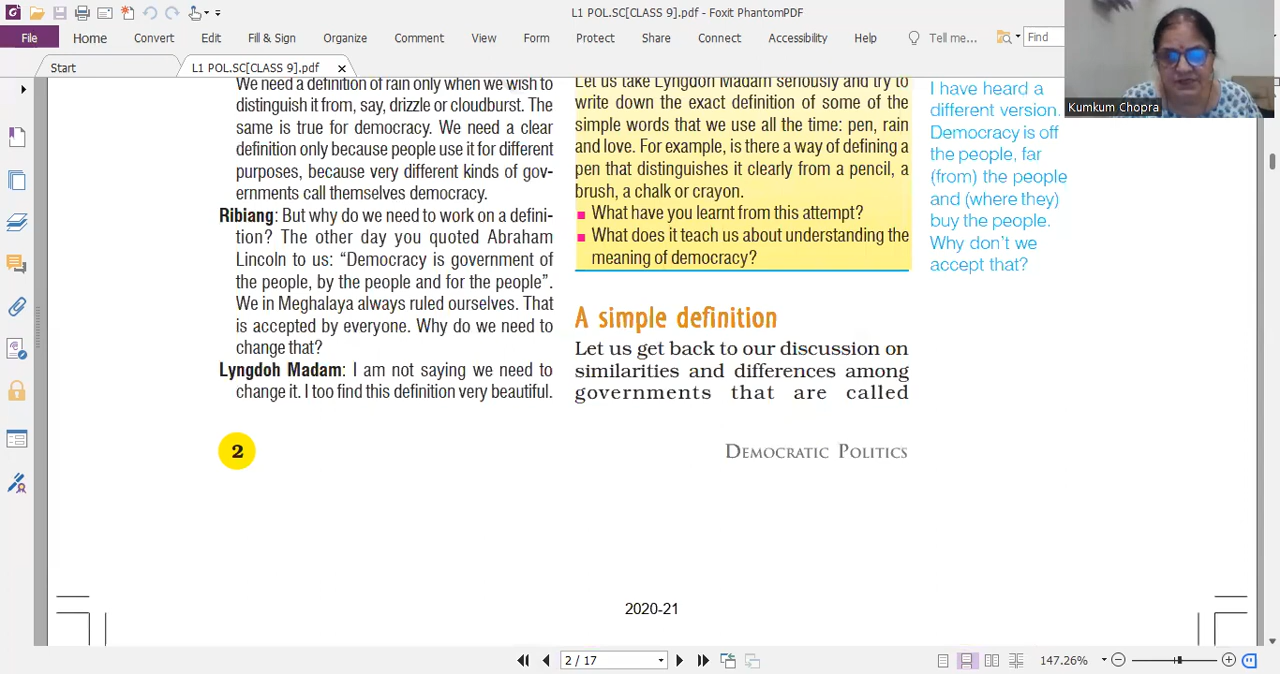 L1 POL.SC[CLASS 9].pdf - Foxit PhantomPDF
File Home Convert Edit Fill & Sign Organize Comment View Form Protect Share Connect Accessibility Help Tell me... Find
Start L1 POL.SC[CLASS 9].pdf
We need a definition of rain only when we wish to
distinguish it from, say, drizzle or cloudburst. The
same is true for democracy. We need a clear
definition only because people use it for different
purposes, because very different kinds of gov-
ernments call themselves democracy.
Ribiang: But why do we need to work on a defini-
tion? The other day you quoted Abraham
Lincoln to us: “Democracy is government of
the people, by the people and for the people”.
We in Meghalaya always ruled ourselves. That
is accepted by everyone. Why do we need to
change that?
Lyngdoh Madam: I am not saying we need to
change it. I too find this definition very beautiful.
Let us take Lyngdoh Madam seriously and try to
write down the exact definition of some of the
simple words that we use all the time: pen, rain
and love. For example, is there a way of defining a
pen that distinguishes it clearly from a pencil, a
brush, a chalk or crayon.
What have you learnt from this attempt?
What does it teach us about understanding the
meaning of democracy?
A simple definition
Let us get back to our discussion on
similarities and differences among
governments that are called
I have heard a
different version.
Democracy is off
the people, far
(from) the people
and (where they)
buy the people.
Why don’t we
accept that?
Kumkum Chopra
2
DEMOCRATIC POLITICS
2020-21
2 / 17
147.26%